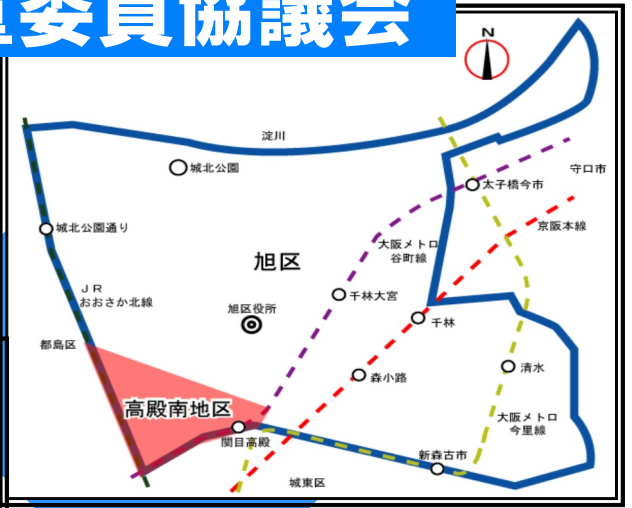 委員協議会
N
淀川
城北公園
守口市
太子橋今市
城北公園通り
京阪本線
大阪メトロ
谷町線
旭区
JR
おおさか北線
千林大宮
旭区役所
千林
都島区
清水
森小路
高殿南地区
大阪メトロ
今里線
関目高殿
新森古市
城東区